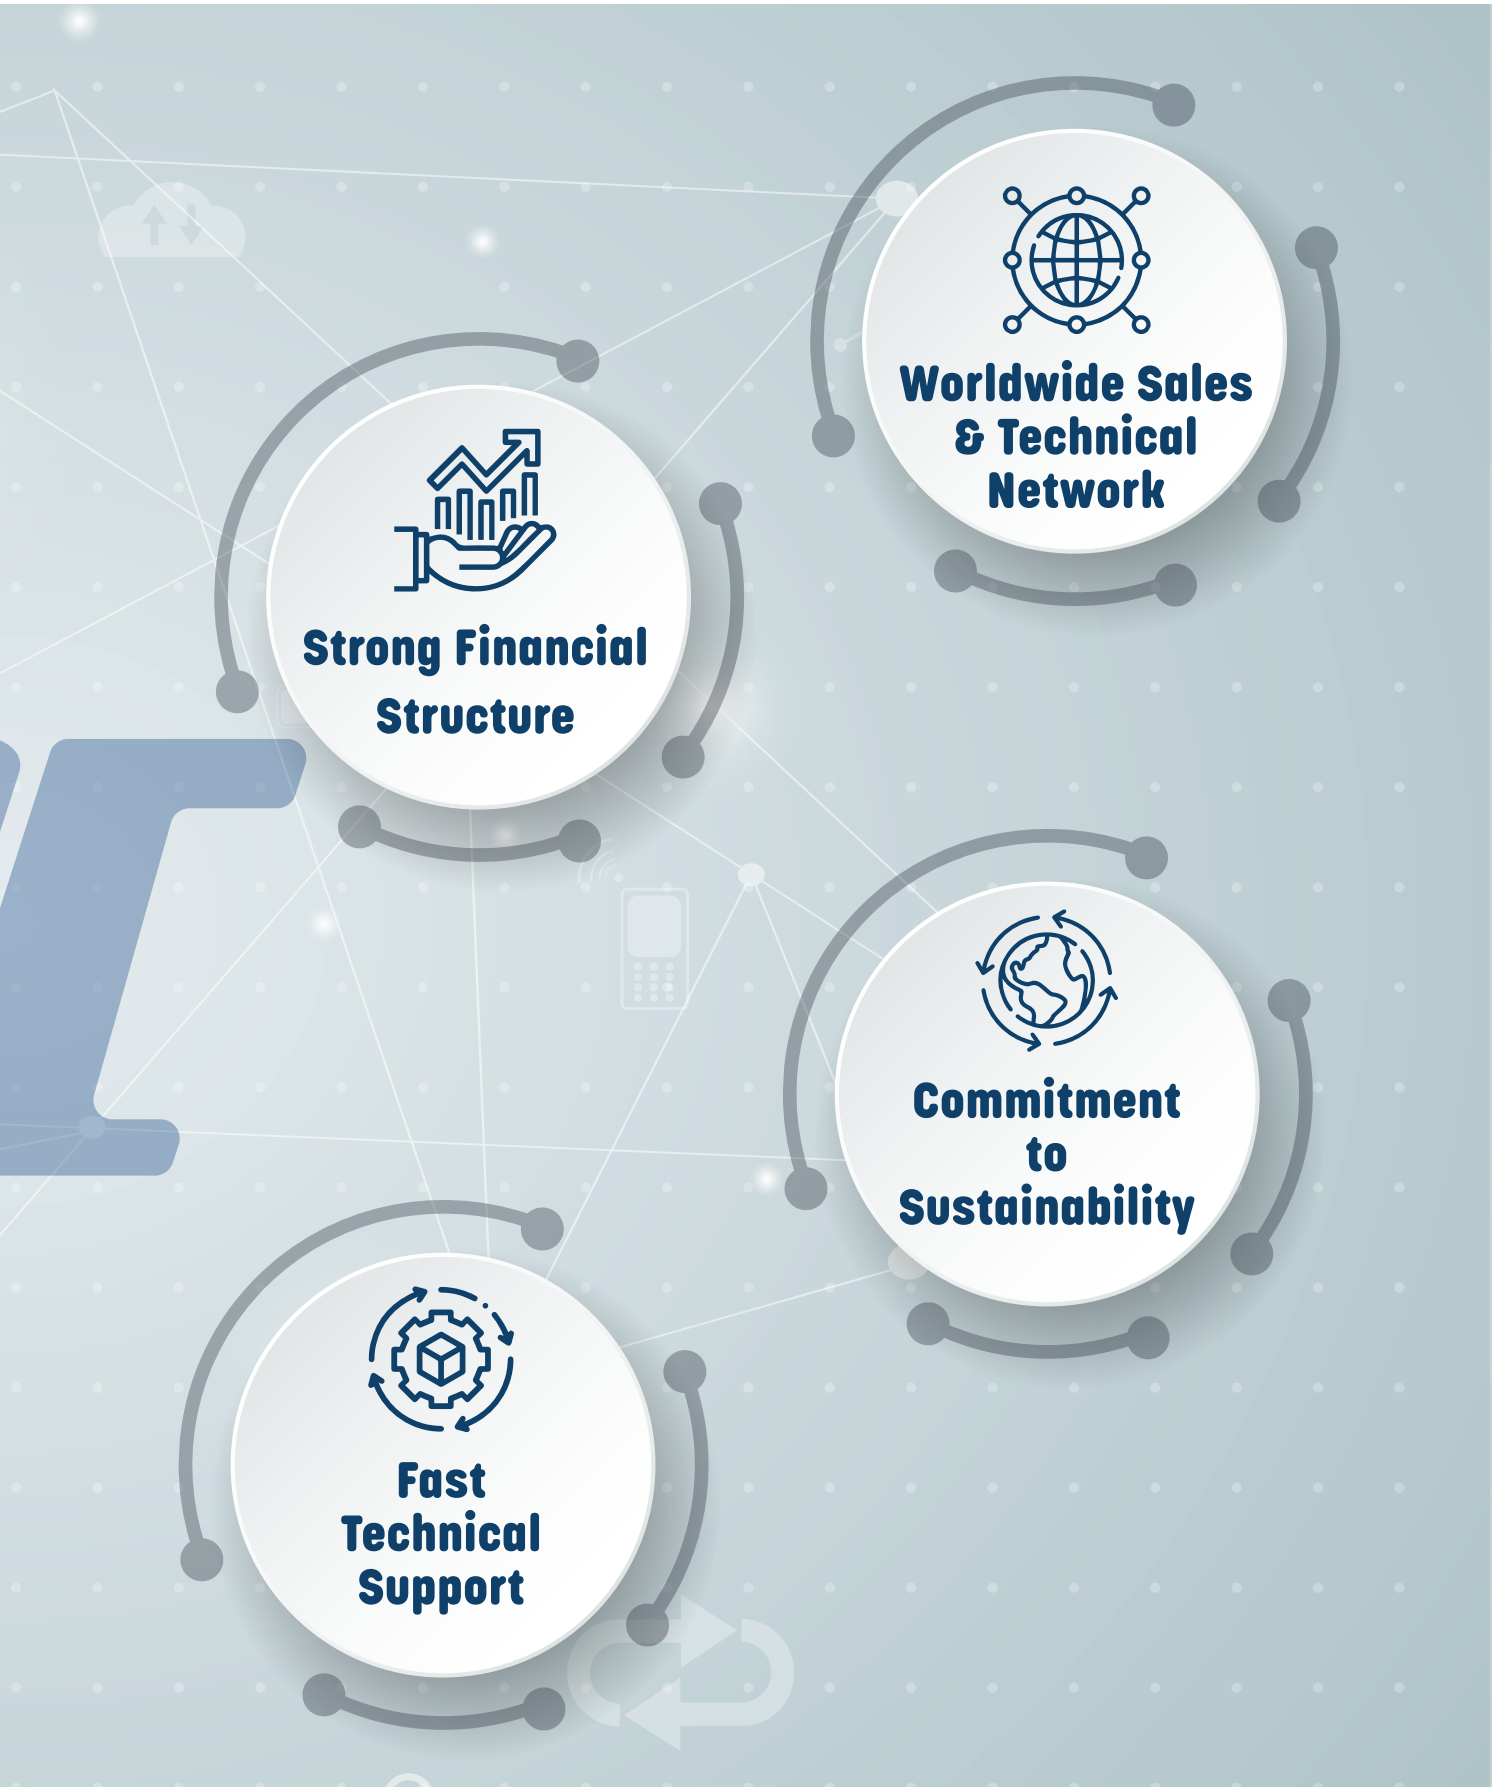 Worldwide Sales
& Technical
Network
Strong Financial
Structure
Commitment
to
Sustainability
Fast
Technical
Support